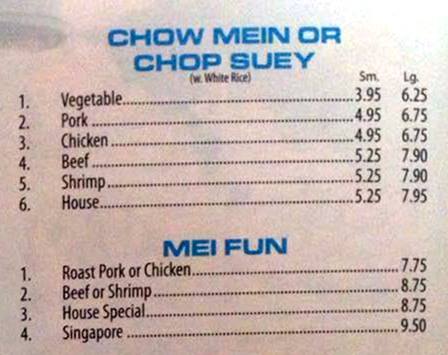 CHOW MEIN OR
CHOP SUEY
(w. White Rice) Sm. Lg.
1. Vegetable 3.95 6.25
2. Pork 4.95 6.75
3. Chicken 4.95 6.75
4. Beef 5.25 7.90
5. Shrimp 5.25 7.90
6. House 5.25 7.95
MEI FUN
1. Roast Pork or Chicken 7.75
2. Beef or Shrimp 8.75
3. House Special 8.75
4. Singapore 9.50